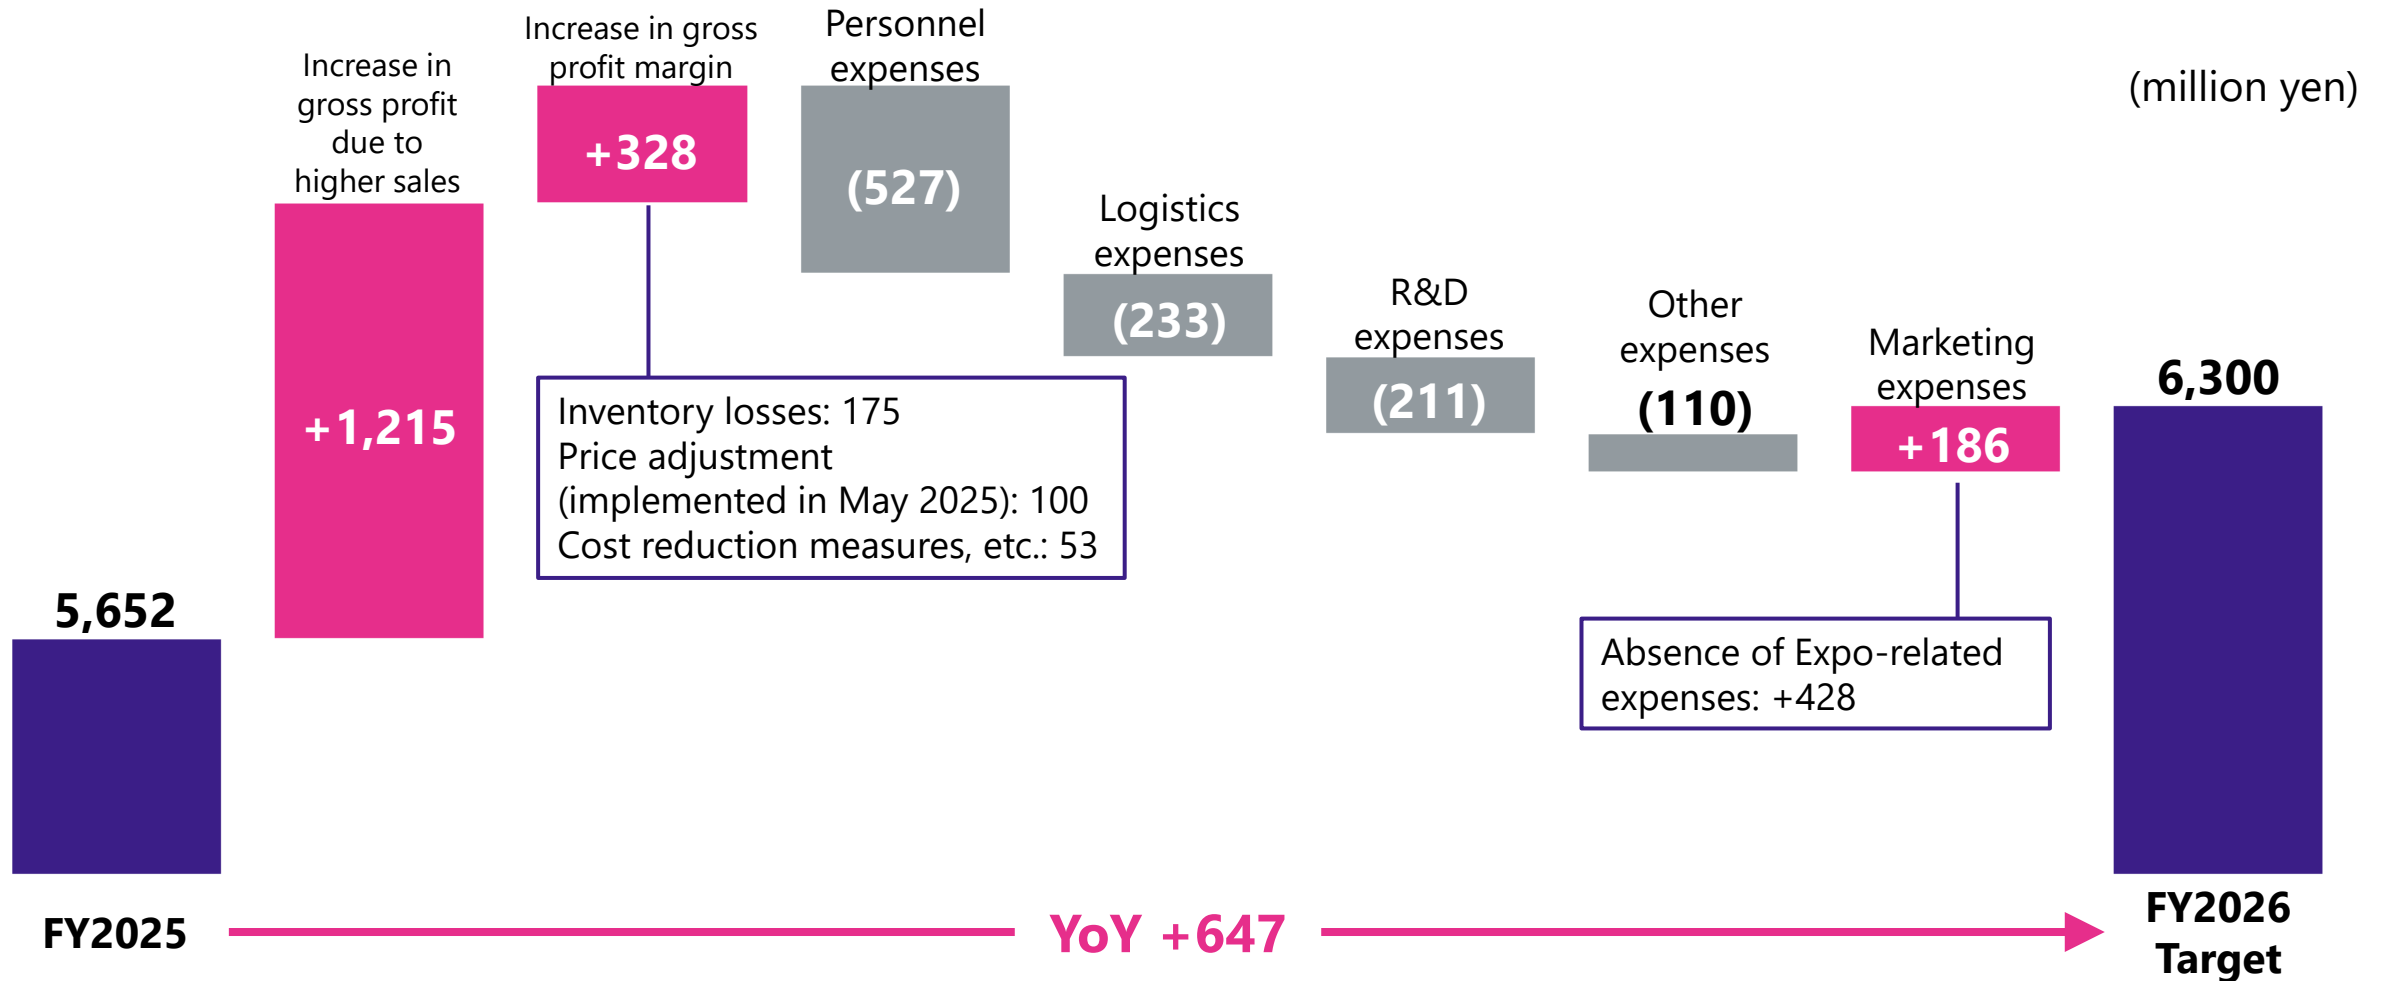 (million yen)
Increase in
gross profit
due to
higher sales
+1,215
Increase in gross
profit margin
+328
Personnel
expenses
(527)
Logistics
expenses
(233)
R&D
expenses
(211)
Other
expenses
(110)
Marketing
expenses
+186
6,300
Inventory losses: 175
Price adjustment
(implemented in May 2025): 100
Cost reduction measures, etc.: 53
Absence of Expo-related
expenses: +428
5,652
FY2025
YoY +647
FY2026
Target